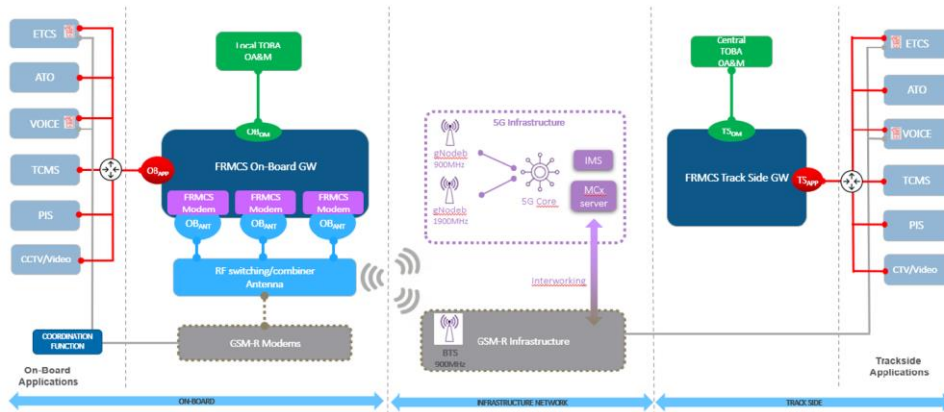 ETCS
ATO
VOICE
TCMS
PIS
CCTV/Video
COORDINATION
FUNCTION
On-Board
Applications
Local TOBA
OA&M
OBOM
FRMCS On-Board GW
OBAPP
FRMCS
Modem
FRMCS
Modem
FRMCS
Modem
OBANT
OBANT
OBANT
RF switching/combiner
Antenna
GSM-R Modems
5G Infrastructure
gNodeb
900MHz
gNodeb
1900MHz
5G Core
IMS
MCx
server
Interworking
BTS
900MHz
GSM-R Infrastructure
Central
TOBA
OA&M
TSOM
FRMCS Track Side GW
TSAPP
ETCS
ATO
VOICE
TCMS
PIS
CTV/Video
Trackside
Applications
ON-BOARD
INFRASTRUCTURE NETWORK
TRACK SIDE